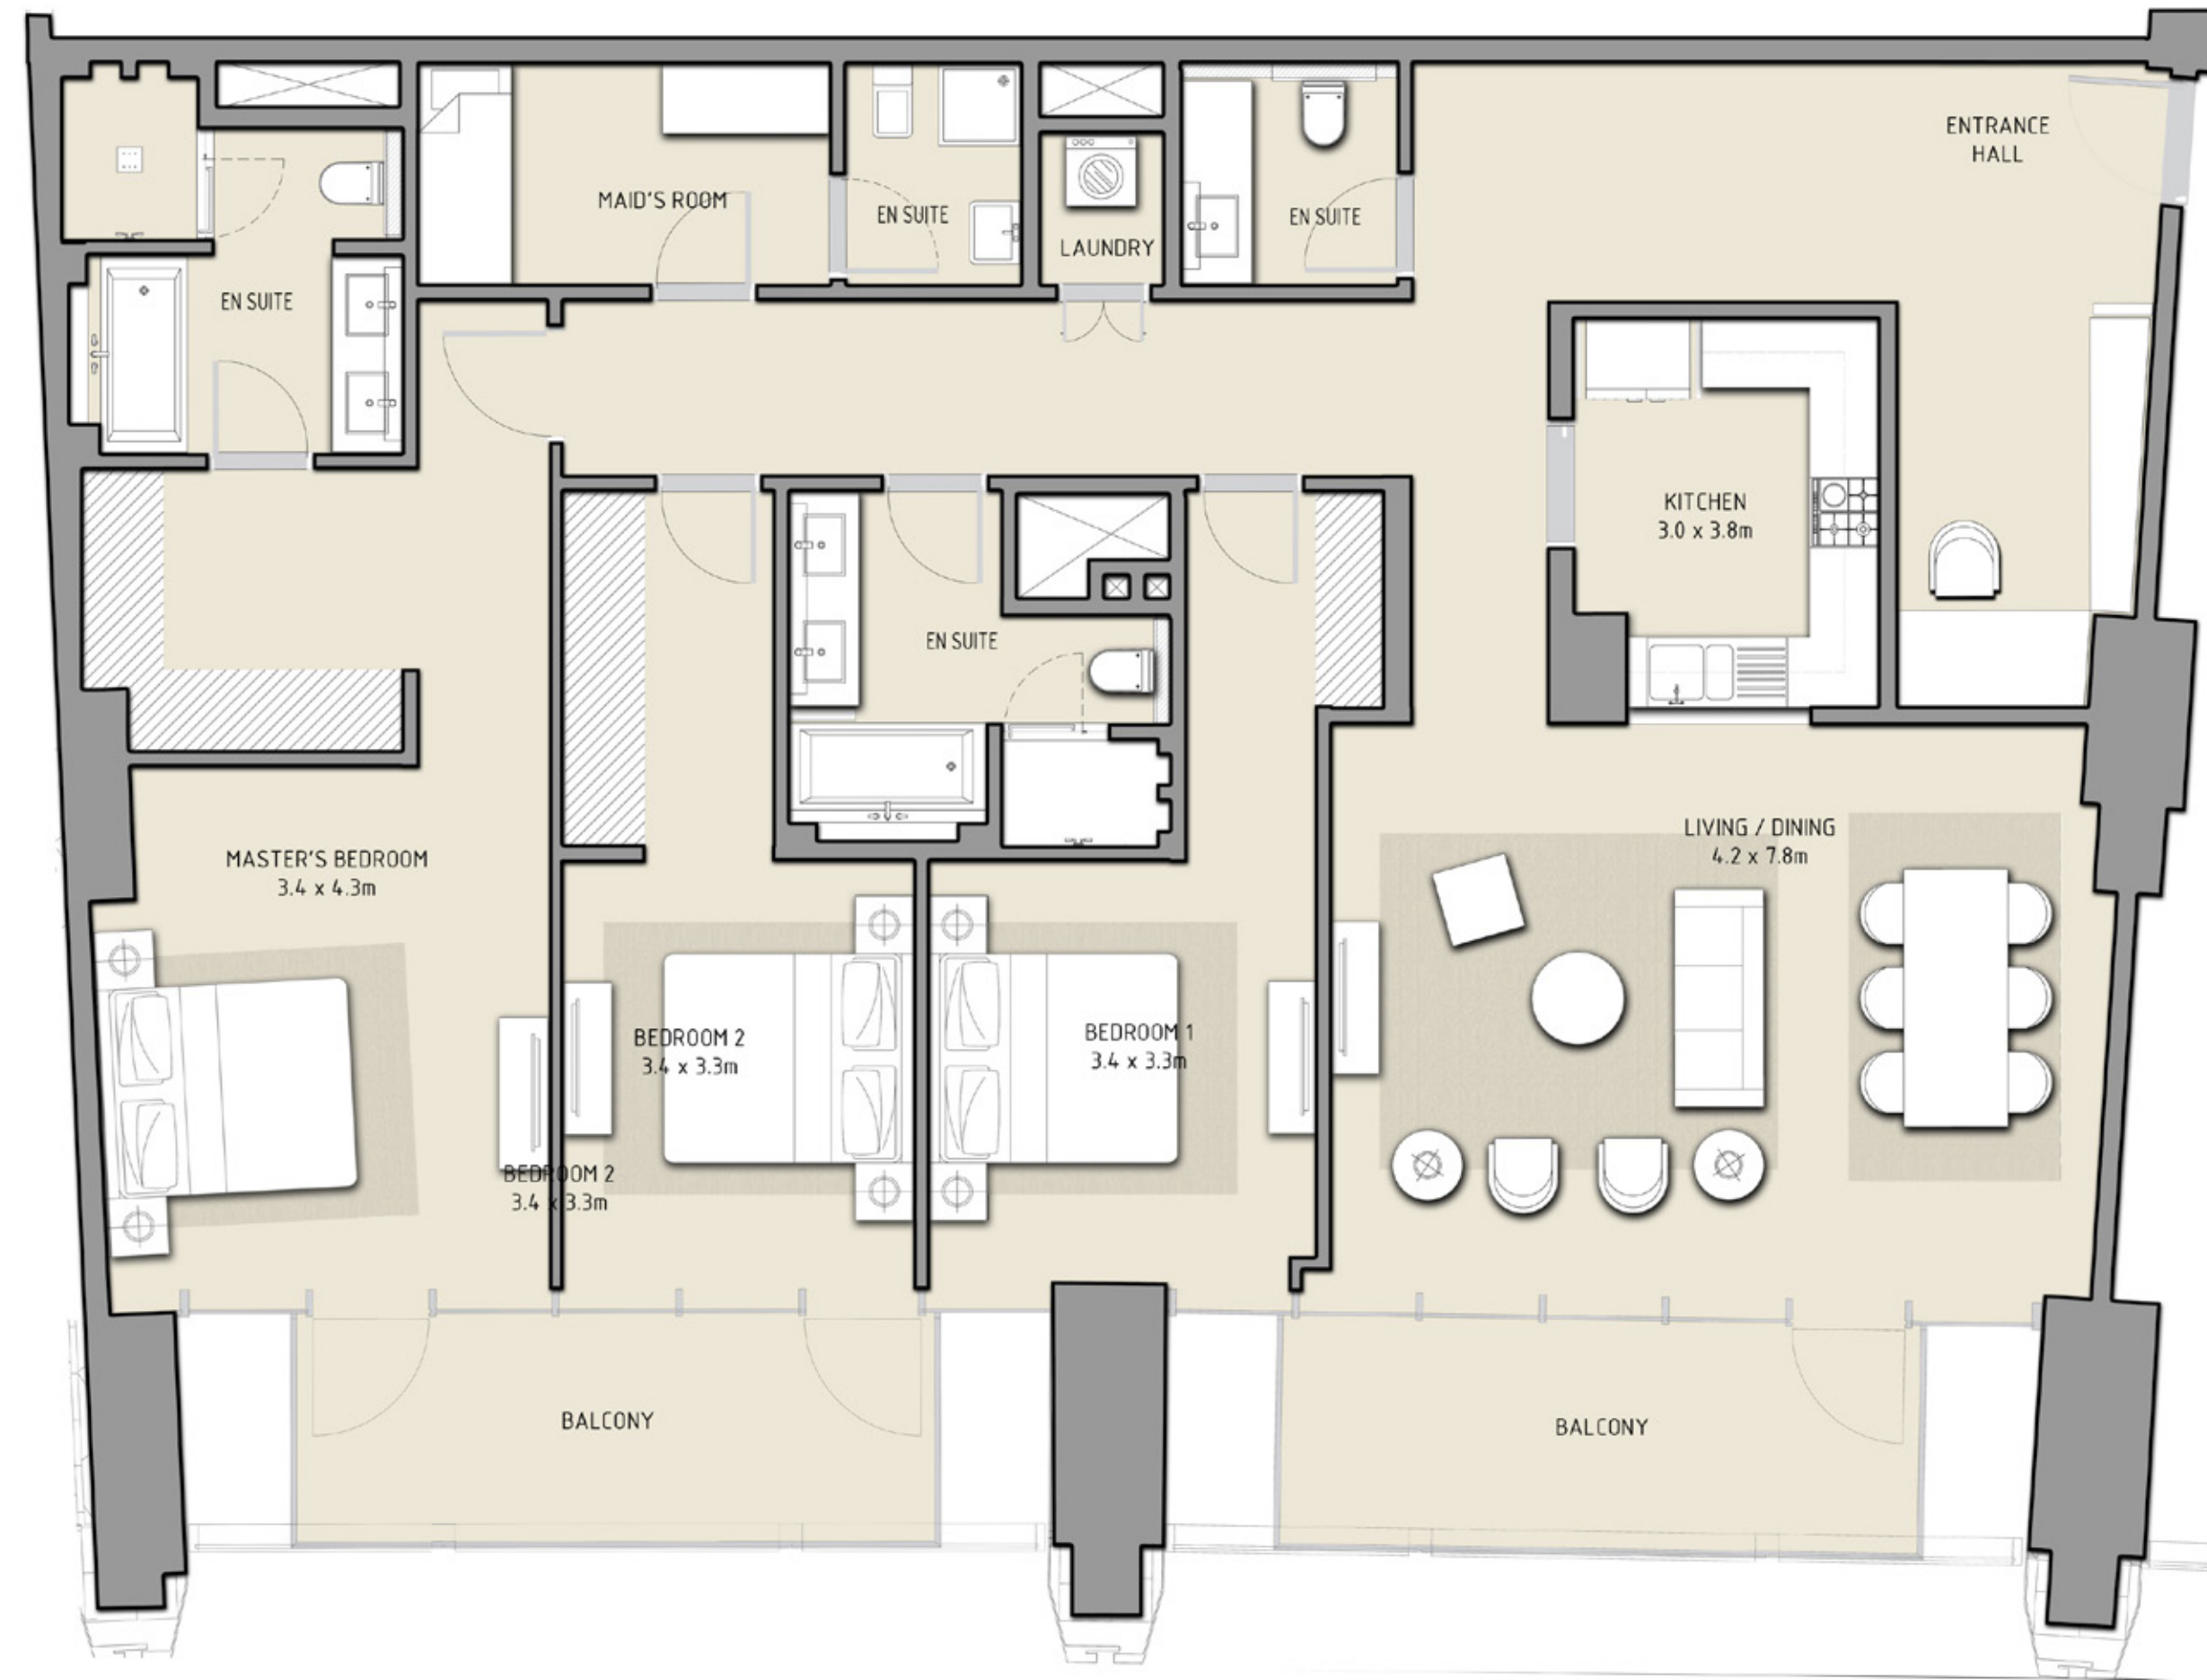 ENTRANCE
HALL
MAID'S ROOM
EN SUITE
EN SUITE
LAUNDRY
EN SUITE
KITCHEN
3.0 x 3.8m
EN SUITE
LIVING / DINING
4.2 x 7.8m
MASTER'S BEDROOM
3.4 x 4.3m
BEDROOM 2
3.4 x 3.3m
BEDROOM 1
3.4 x 3.3m
BEDROOM 2
3.4 x 3.3m
BALCONY
BALCONY